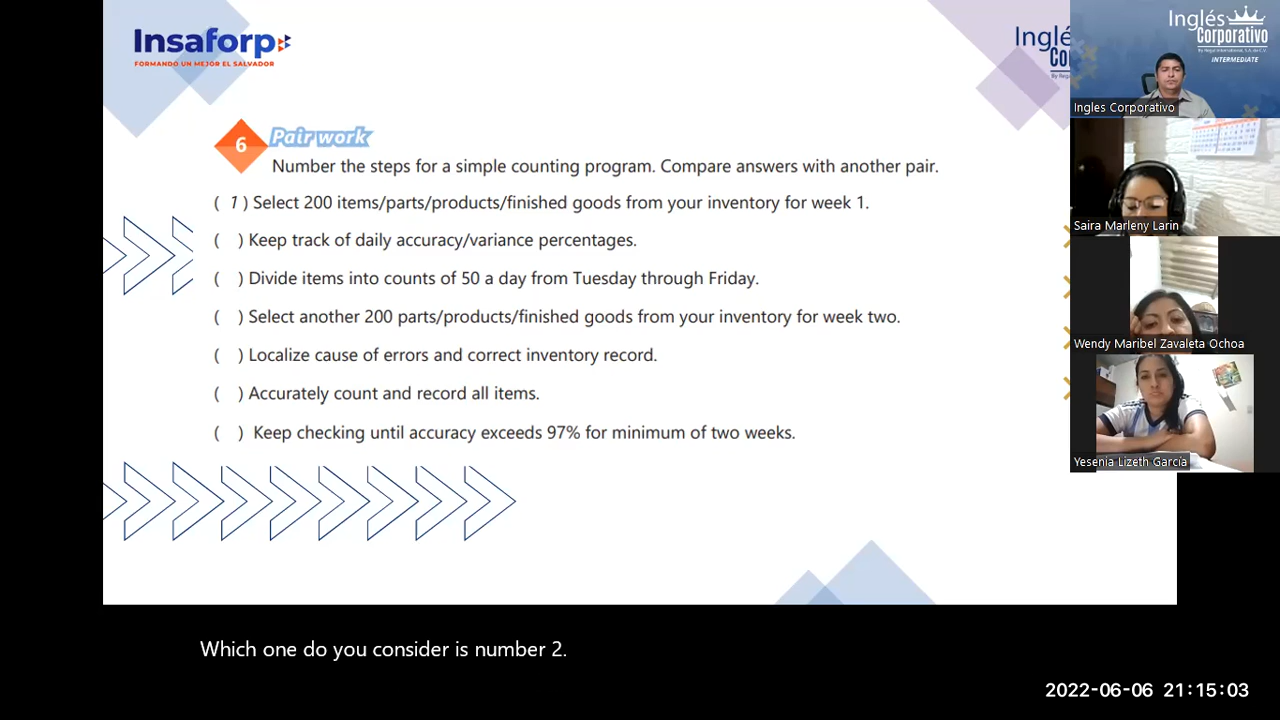 Insaforp
FORMANDO UN MEJOR EL SALVADOR
Inglés
Corporativo
By Regal International, S.A. de C.V.
INTERMEDIATE
Ingles Corporativo
6 Pair work
Number the steps for a simple counting program. Compare answers with another pair.
( 1 ) Select 200 items/parts/products/finished goods from your inventory for week 1.
( ) Keep track of daily accuracy/variance percentages.
( ) Divide items into counts of 50 a day from Tuesday through Friday.
( ) Select another 200 parts/products/finished goods from your inventory for week two.
( ) Localize cause of errors and correct inventory record.
( ) Accurately count and record all items.
( ) Keep checking until accuracy exceeds 97% for minimum of two weeks.
Saira Marleny Larin
Wendy Maribel Zavaleta Ochoa
Yesenia Lizeth García
Which one do you consider is number 2.
2022-06-06 21:15:03